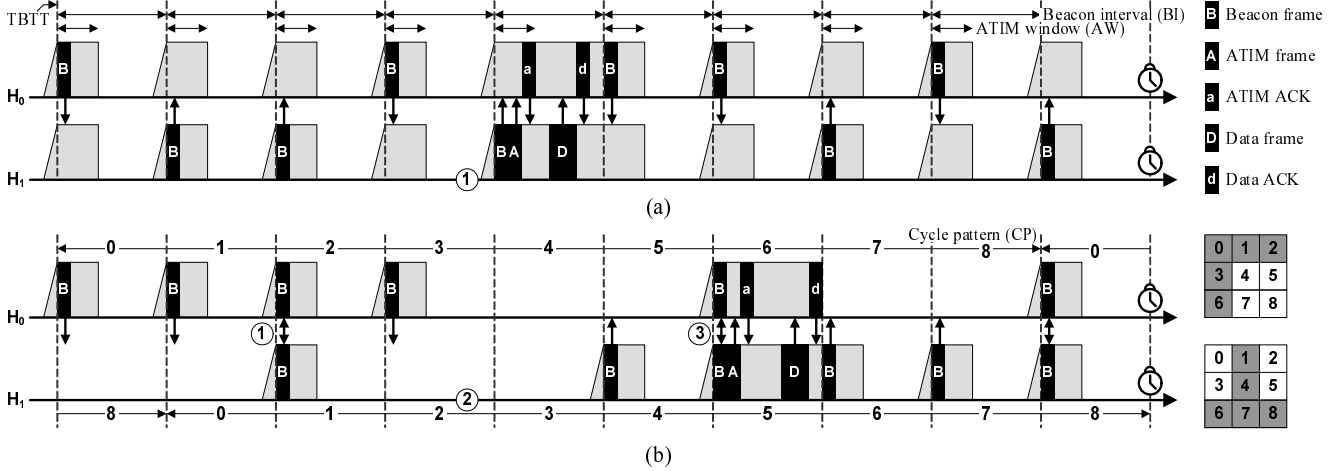 TBTT
Beacon interval (BI)
ATIM window (AW)
B Beacon frame
A ATIM frame
a ATIM ACK
D Data frame
d Data ACK
H0 B B a d B B B
H1 B B B A D B B
1
(a)
Cycle pattern (CP)
0 1 2 3 4 5 6 7 8 0
H0 B B B B B a d B
1 3
H1 B B B A D B B B
2
8 0 1 2 3 4 5 6 7 8
0 1 2
3 4 5
6 7 8
0 1 2
3 4 5
6 7 8
(b)